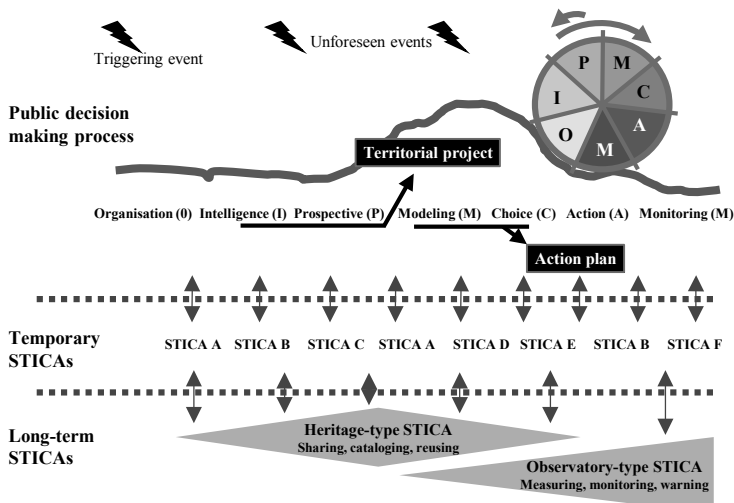 Triggering event
Unforeseen events
P M
I C
O A
M
Public decision
making process
Territorial project
Organisation (0) Intelligence (I) Prospective (P) Modeling (M) Choice (C) Action (A) Monitoring (M)
Action plan
Temporary
STICAs
STICA A STICA B STICA C STICA A STICA D STICA E STICA B STICA F
Long-term
STICAs
Heritage-type STICA
Sharing, cataloging, reusing
Observatory-type STICA
Measuring, monitoring, warning